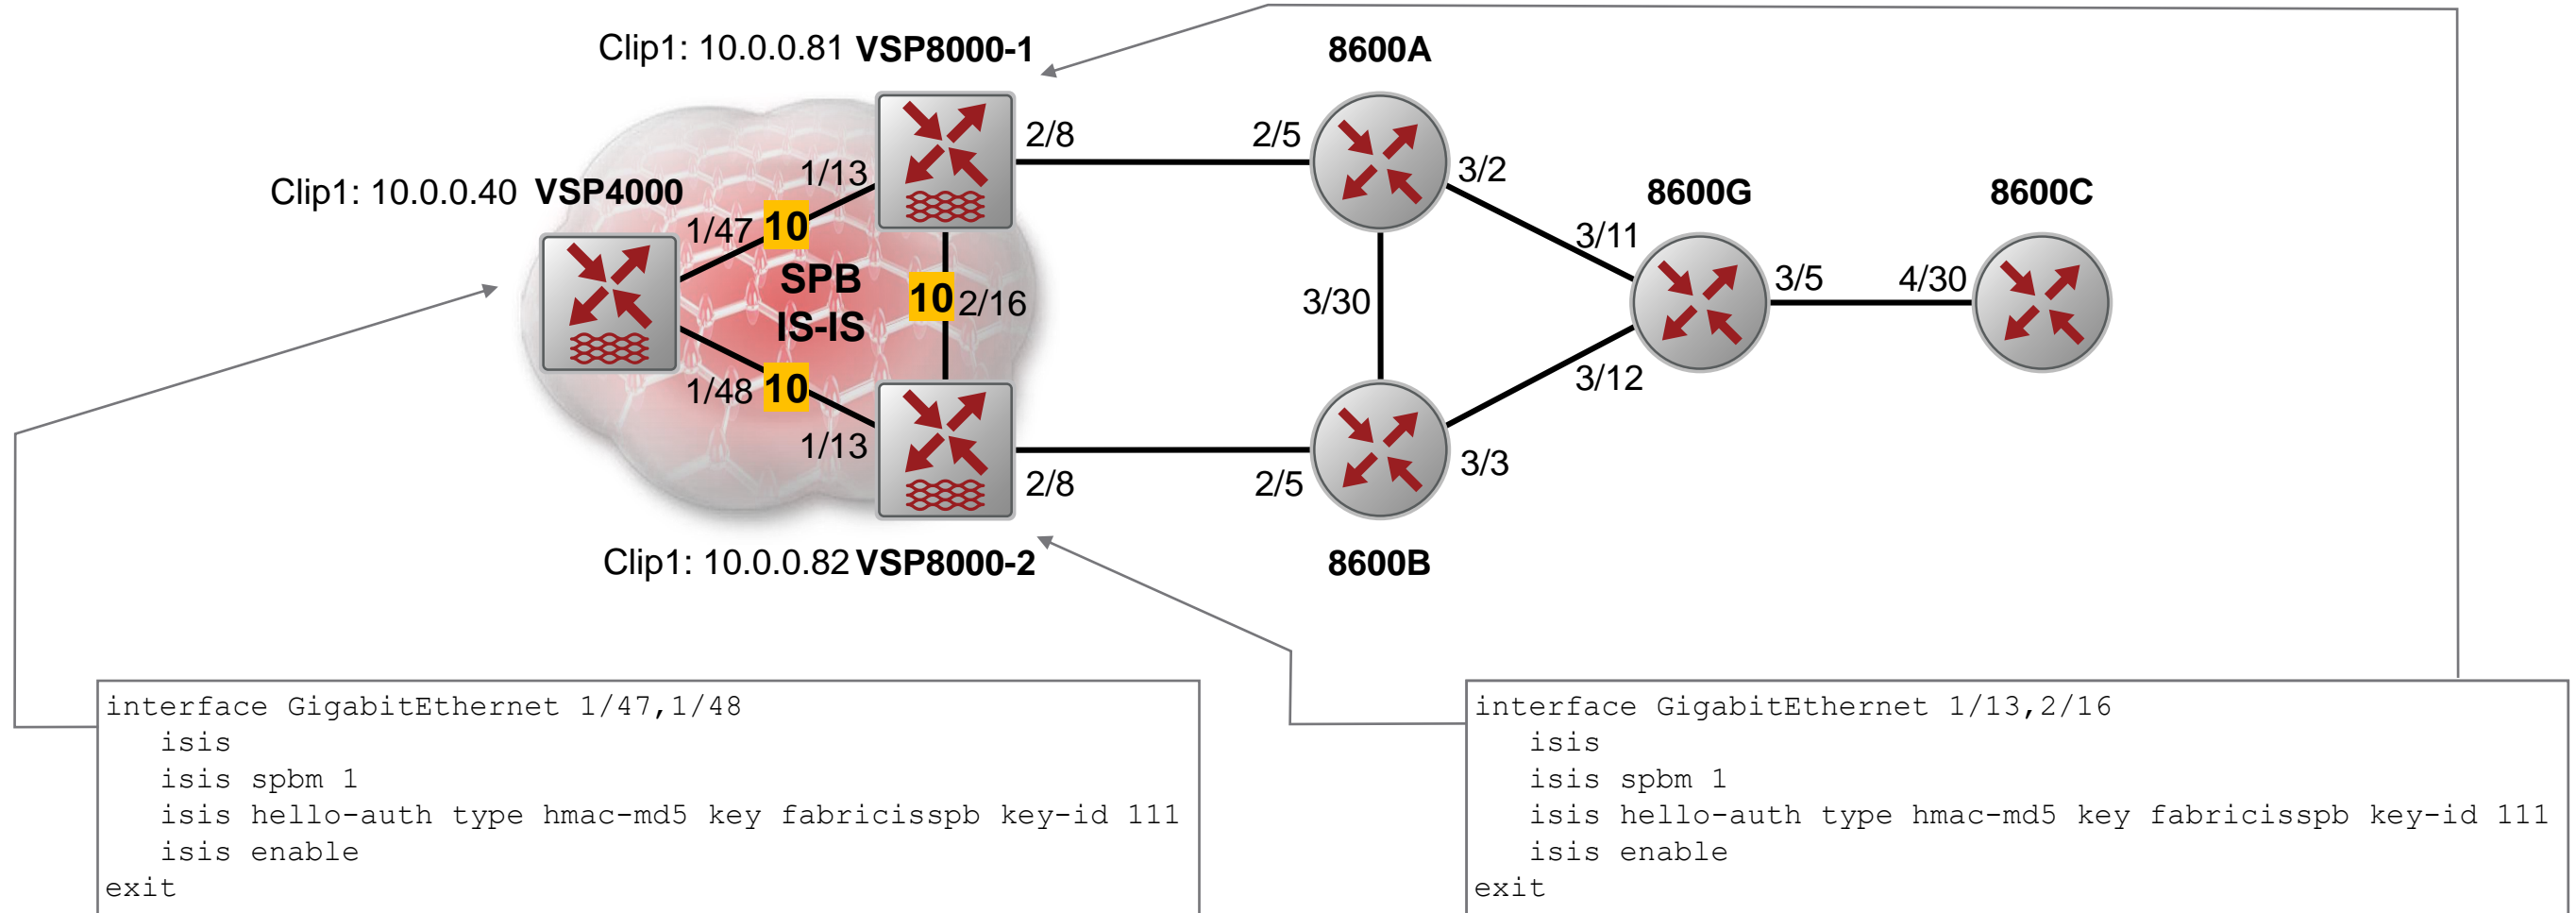 Clip1: 10.0.0.81 VSP8000-1
8600A
2/8
2/5
1/13
3/2
Clip1: 10.0.0.40 VSP4000
8600G
8600C
1/47
10
3/11
SPB
IS-IS
10
2/16
3/30
3/5
4/30
1/48
10
3/12
1/13
2/8
2/5
3/3
Clip1: 10.0.0.82 VSP8000-2
8600B
interface GigabitEthernet 1/47,1/48
   isis
   isis spbm 1
   isis hello-auth type hmac-md5 key fabricisspb key-id 111
   isis enable
exit
interface GigabitEthernet 1/13,2/16
   isis
   isis spbm 1
   isis hello-auth type hmac-md5 key fabricisspb key-id 111
   isis enable
exit